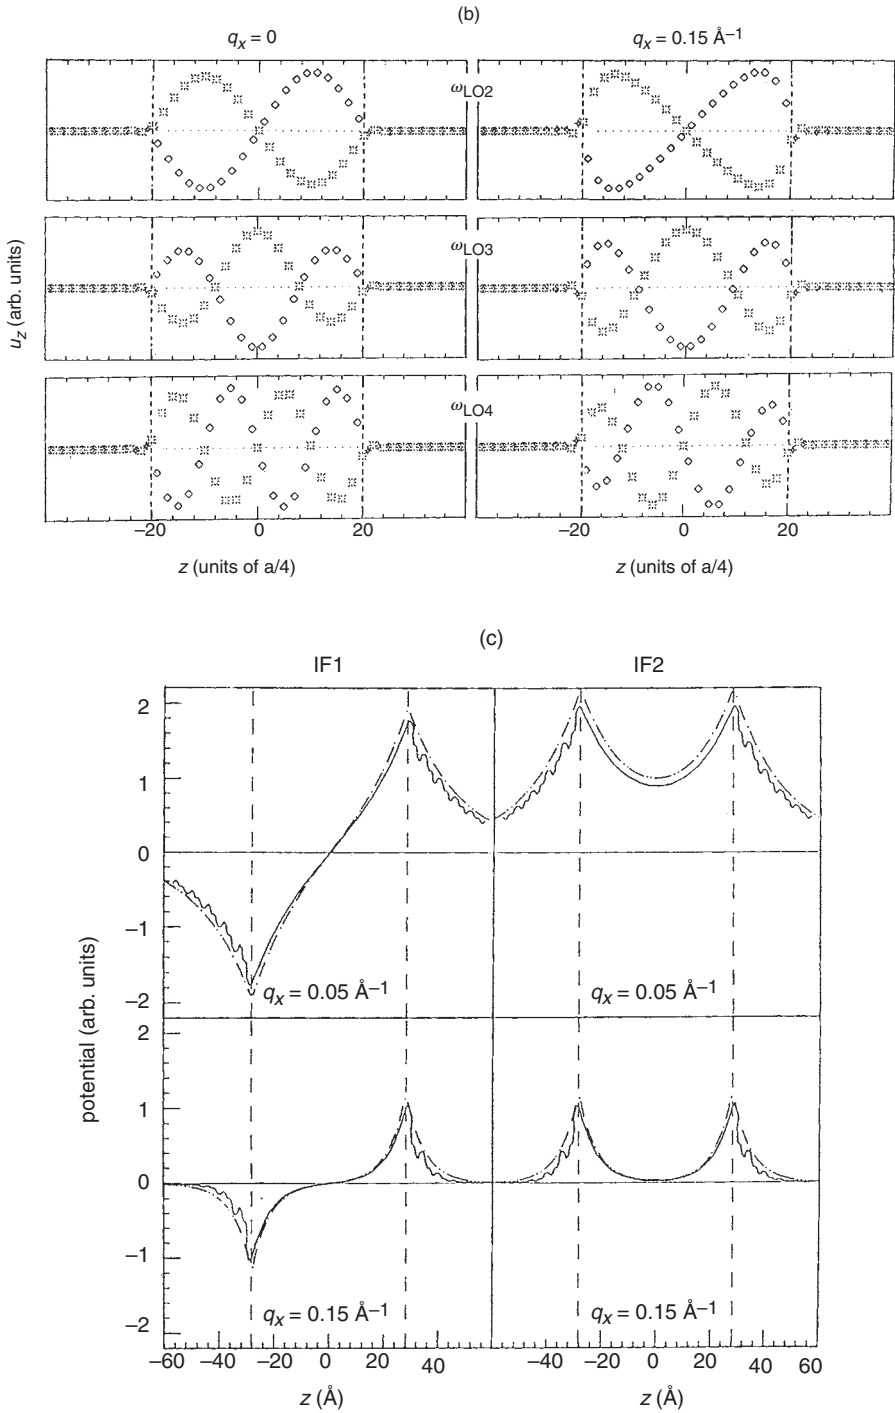 (b)
q_x = 0
q_x = 0.15 Å–1
ω_LO2
ω_LO3
ω_LO4
u_z (arb. units)
–20 0 20
–20 0 20
z (units of a/4)
z (units of a/4)
(c)
IF1
IF2
potential (arb. units)
2
1
0
–1
–2
q_x = 0.05 Å–1
q_x = 0.05 Å–1
2
1
0
–1
–2
q_x = 0.15 Å–1
q_x = 0.15 Å–1
–60 –40 –20 0 20 40
–40 –20 0 20 40 60
z (Å)
z (Å)